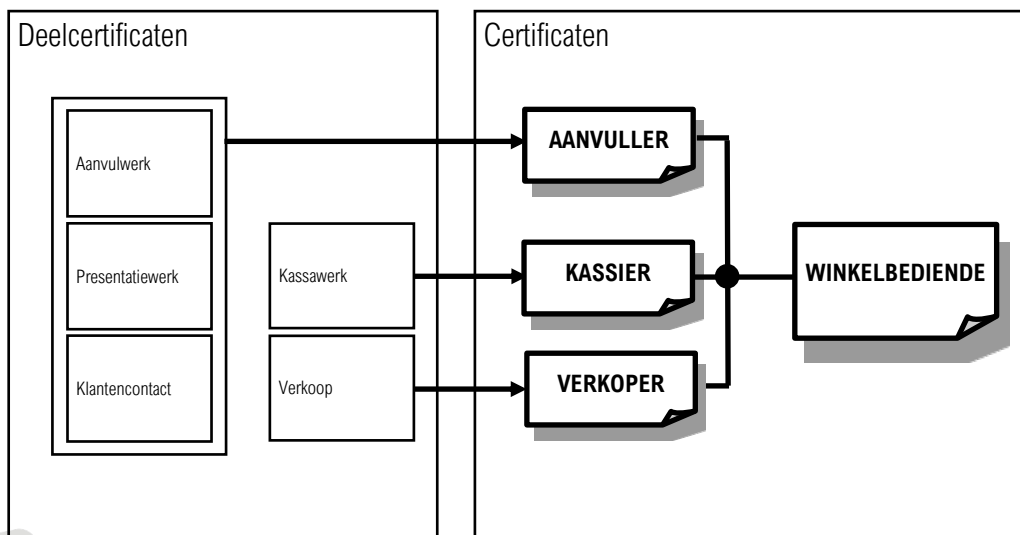 Deelcertificaten
Aanvulwerk
Presentatiewerk
Klantencontact
Kassawerk
Verkoop
Certificaten
AANVULLER
KASSIER
VERKOPER
WINKELBEDIENDE